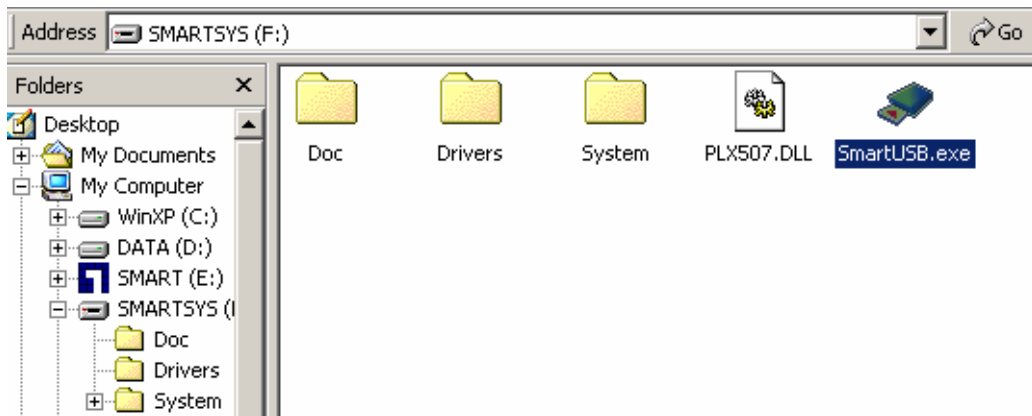 Address SMARTSYS (F:) Go
Folders
Desktop
My Documents
My Computer
WinXP (C:)
DATA (D:)
SMART (E:)
SMARTSYS (
Doc
Drivers
System
Doc Drivers System PLX507.DLL SmartUSB.exe